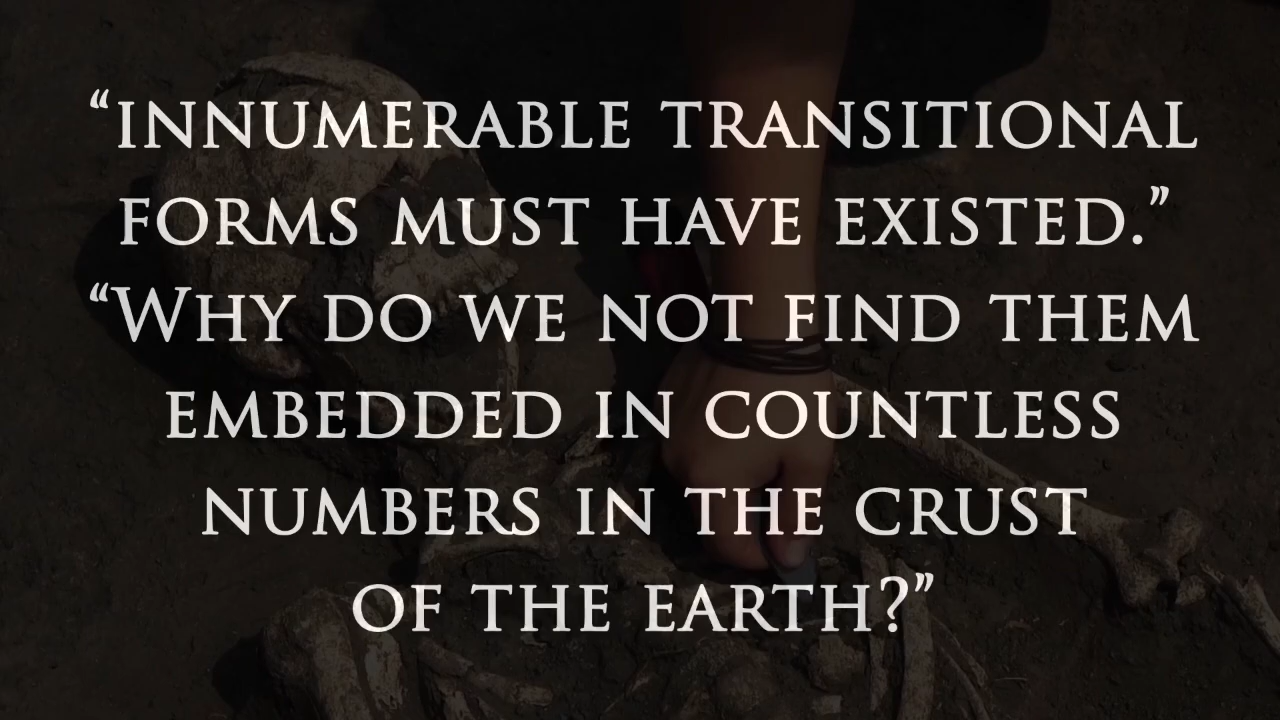 “INNUMERABLE TRANSITIONAL
FORMS MUST HAVE EXISTED.”
“WHY DO WE NOT FIND THEM
EMBEDDED IN COUNTLESS
NUMBERS IN THE CRUST
OF THE EARTH?”